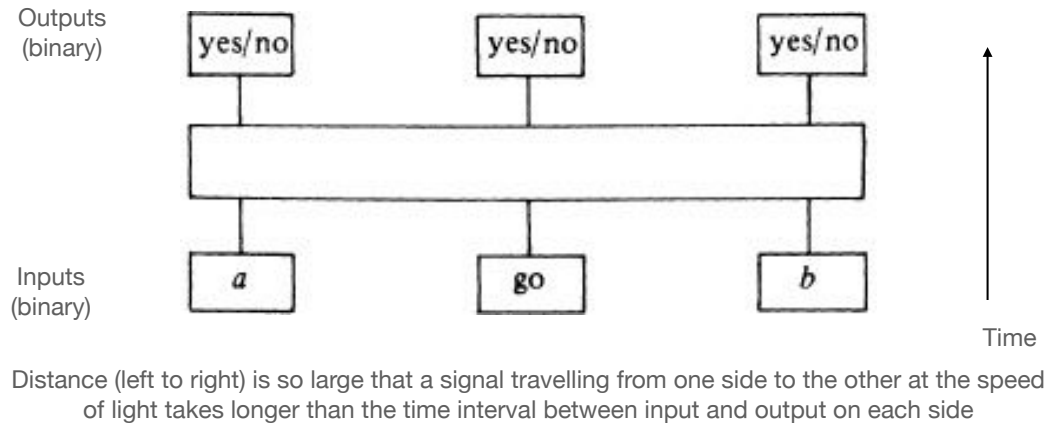 Outputs
(binary)
yes/no
yes/no
yes/no
Inputs
(binary)
a
go
b
Time
Distance (left to right) is so large that a signal travelling from one side to the other at the speed
of light takes longer than the time interval between input and output on each side